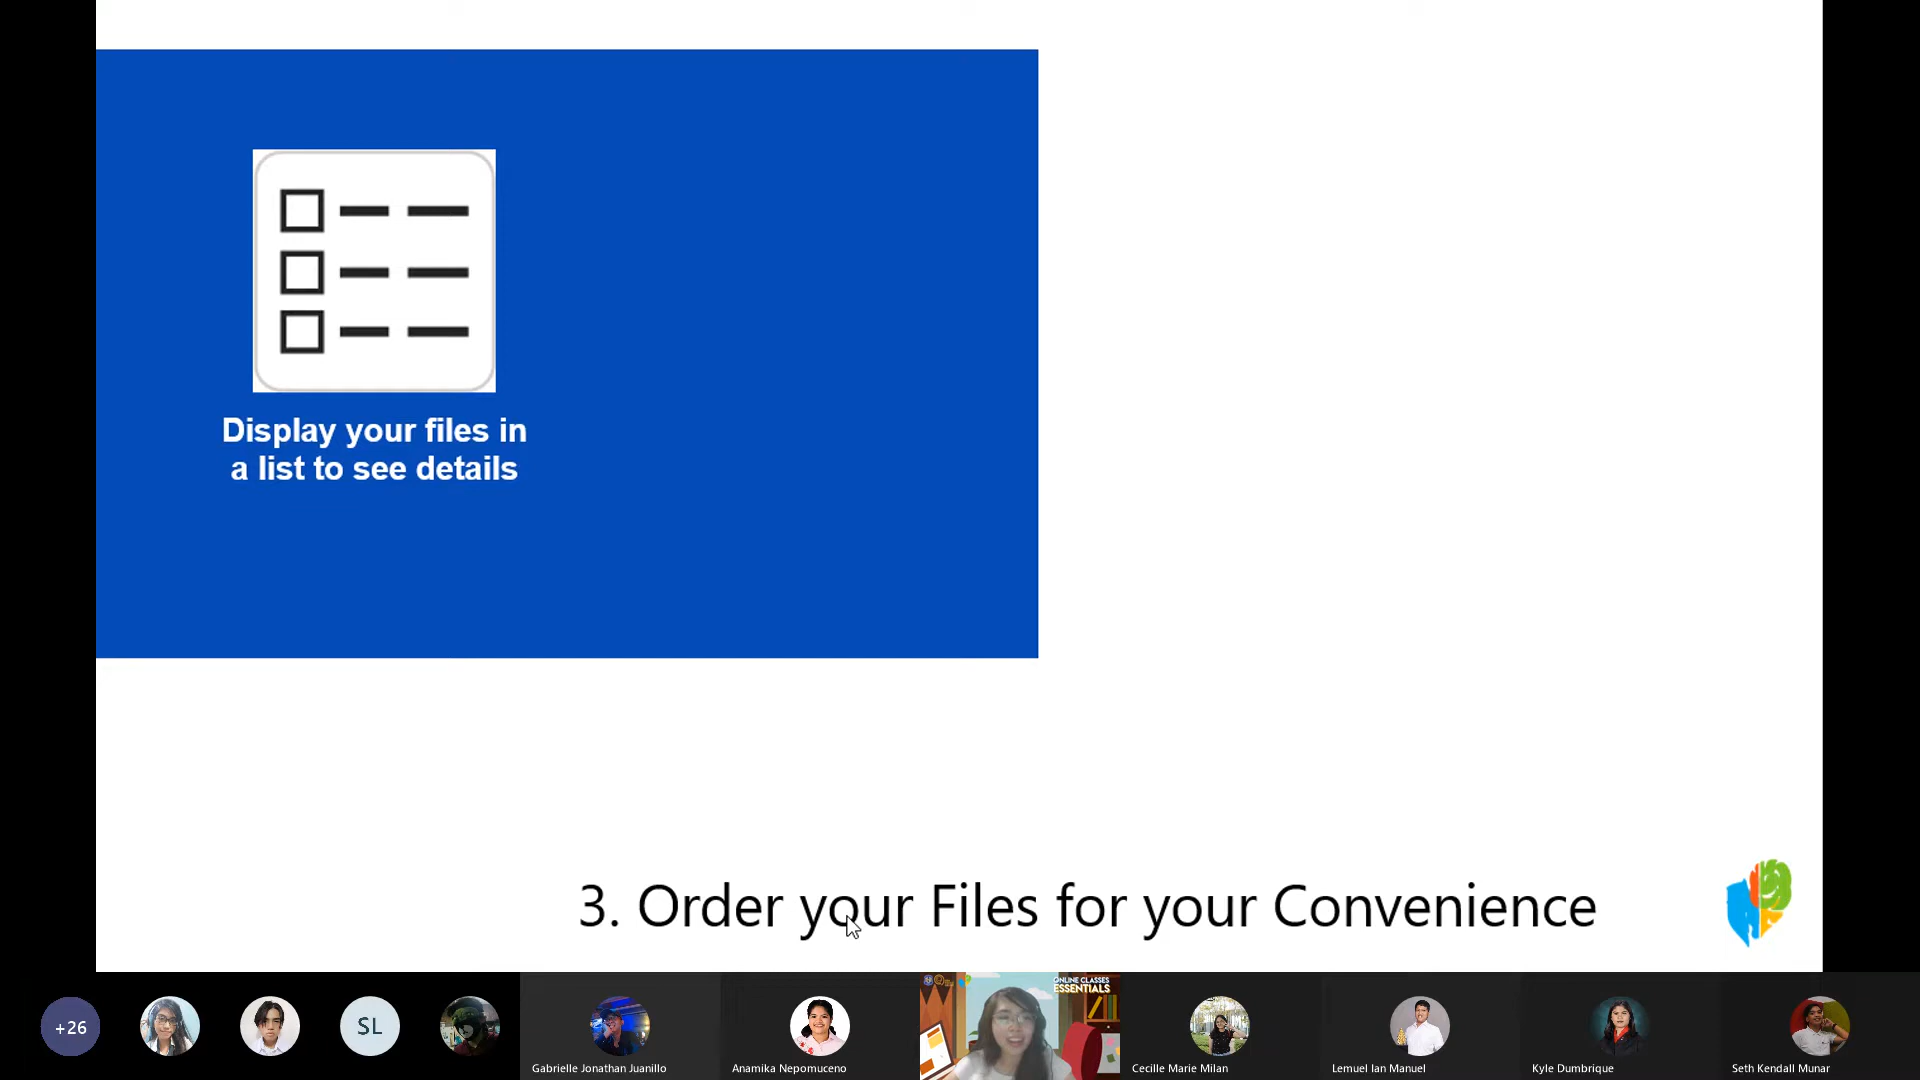 Display your files in
a list to see details
3. Order your Files for your Convenience
+26
SL
ONLINE CLASSES
ESSENTIALS
Gabrielle Jonathan Juanillo
Anamika Nepomuceno
Cecille Marie Milan
Lemuel Ian Manuel
Kyle Dumbrique
Seth Kendall Munar